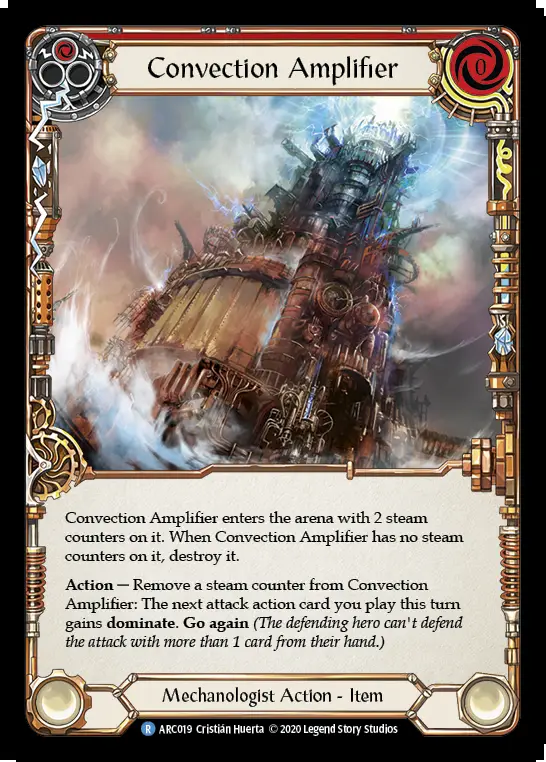 Convection Amplifier
0
Convection Amplifier enters the arena with 2 steam
counters on it. When Convection Amplifier has no steam
counters on it, destroy it.
Action — Remove a steam counter from Convection
Amplifier: The next attack action card you play this turn
gains dominate. Go again (The defending hero can't defend
the attack with more than 1 card from their hand.)
Mechanologist Action - Item
R ARC019 Cristián Huerta © 2020 Legend Story Studios